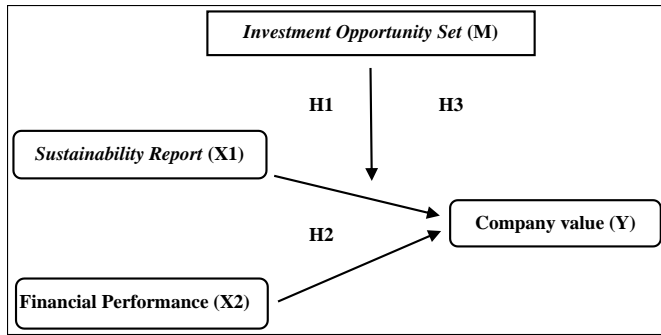 Investment Opportunity Set (M)
H1 H3
Sustainability Report (X1)
Company value (Y)
H2
Financial Performance (X2)